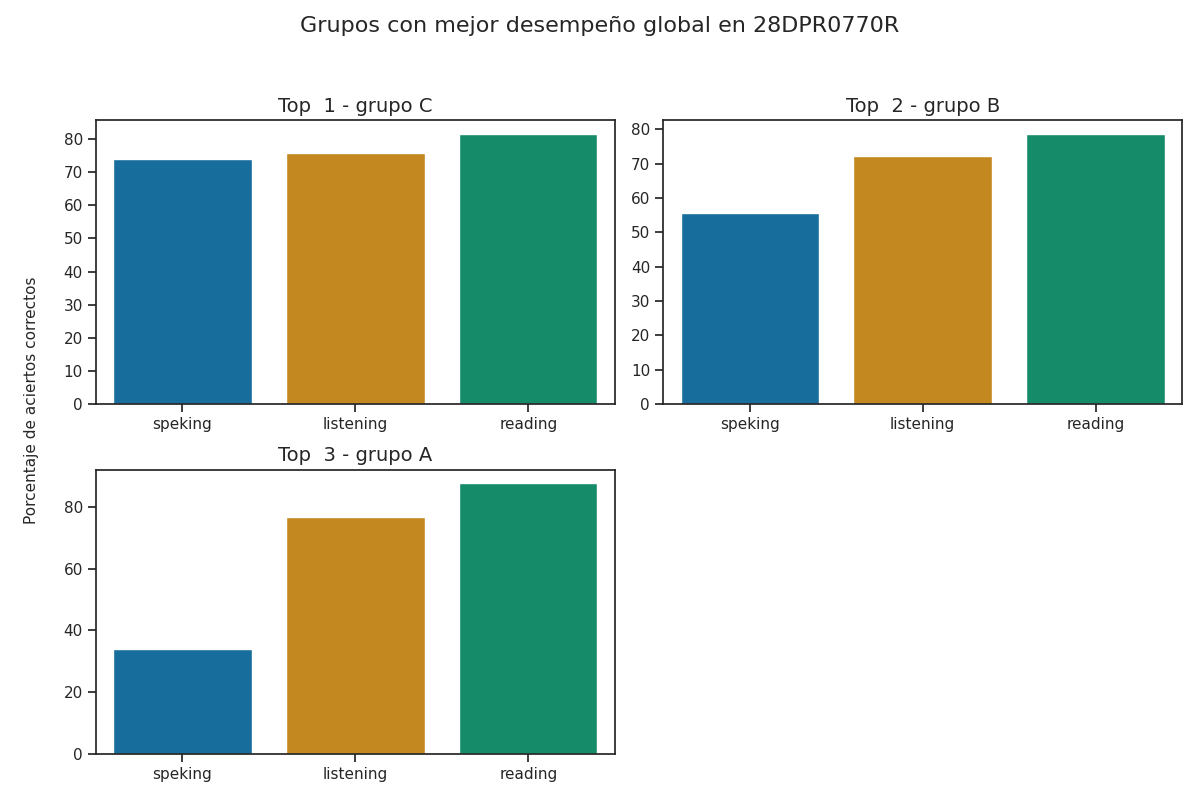 Grupos con mejor desempeño global en 28DPR0770R
Porcentaje de aciertos correctos
Top  1 - grupo C
80
70
60
50
40
30
20
10
0
speking listening reading
Top  2 - grupo B
80
70
60
50
40
30
20
10
0
speking listening reading
Top  3 - grupo A
80
60
40
20
0
speking listening reading